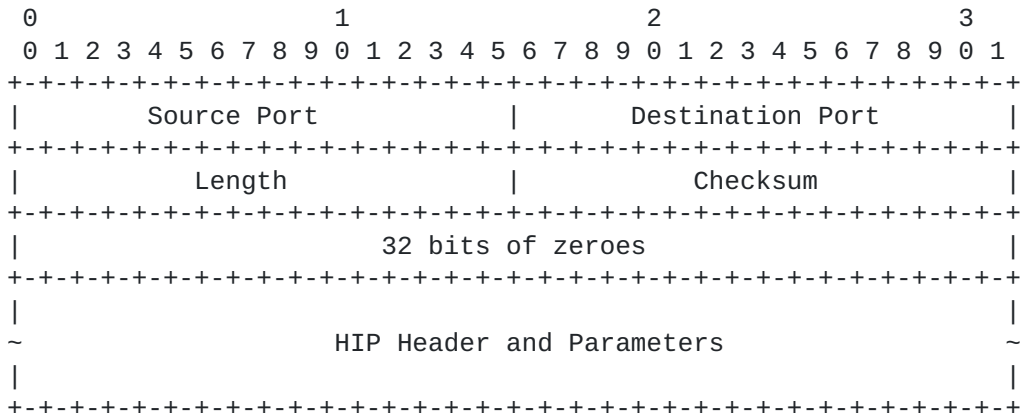 0                   1                   2                   3
 0 1 2 3 4 5 6 7 8 9 0 1 2 3 4 5 6 7 8 9 0 1 2 3 4 5 6 7 8 9 0 1
+-+-+-+-+-+-+-+-+-+-+-+-+-+-+-+-+-+-+-+-+-+-+-+-+-+-+-+-+-+-+-+-+
|        Source Port            |       Destination Port        |
+-+-+-+-+-+-+-+-+-+-+-+-+-+-+-+-+-+-+-+-+-+-+-+-+-+-+-+-+-+-+-+-+
|           Length              |           Checksum            |
+-+-+-+-+-+-+-+-+-+-+-+-+-+-+-+-+-+-+-+-+-+-+-+-+-+-+-+-+-+-+-+-+
|                       32 bits of zeroes                       |
+-+-+-+-+-+-+-+-+-+-+-+-+-+-+-+-+-+-+-+-+-+-+-+-+-+-+-+-+-+-+-+-+
|                                                               |
~                    HIP Header and Parameters                  ~
|                                                               |
+-+-+-+-+-+-+-+-+-+-+-+-+-+-+-+-+-+-+-+-+-+-+-+-+-+-+-+-+-+-+-+-+